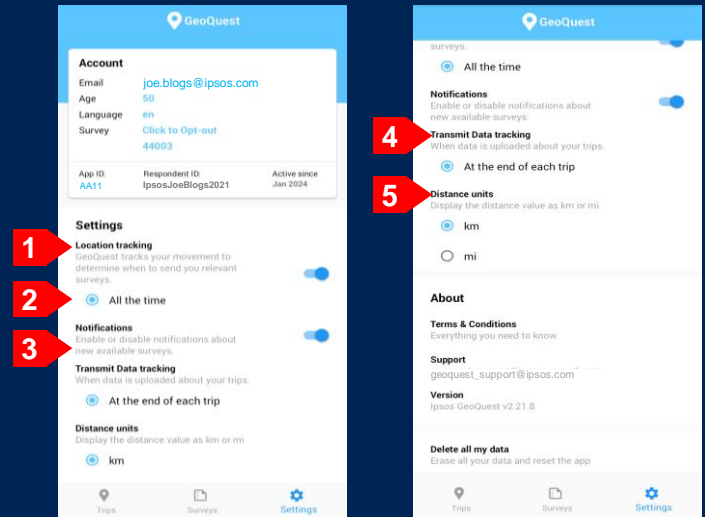 GeoQuest
Account
Email joe.blogs@ipsos.com
Age 50
Language en
Survey Click to Opt-out
44003
App ID: Respondent ID: Active since
AA11 IpsosJoeBlogs2021 Jan 2024
Settings
1 Location tracking
GeoQuest tracks your movement to
determine when to send you relevant
surveys.
2 All the time
Notifications
3 Enable or disable notifications about
new available surveys.
Transmit Data tracking
When data is uploaded about your trips.
At the end of each trip
Distance units
Display the distance value as km or mi
km
Trips Surveys Settings
GeoQuest
surveys.
All the time
Notifications
Enable or disable notifications about
new available surveys.
4 Transmit Data tracking
When data is uploaded about your trips.
At the end of each trip
5 Distance units
Display the distance value as km or mi
km
mi
About
Terms & Conditions
Everything you need to know.
Support
geoquest_support@ipsos.com
Version
Ipsos GeoQuest v2.21.8
Delete all my data
Erase all your data and reset the app
Trips Surveys Settings